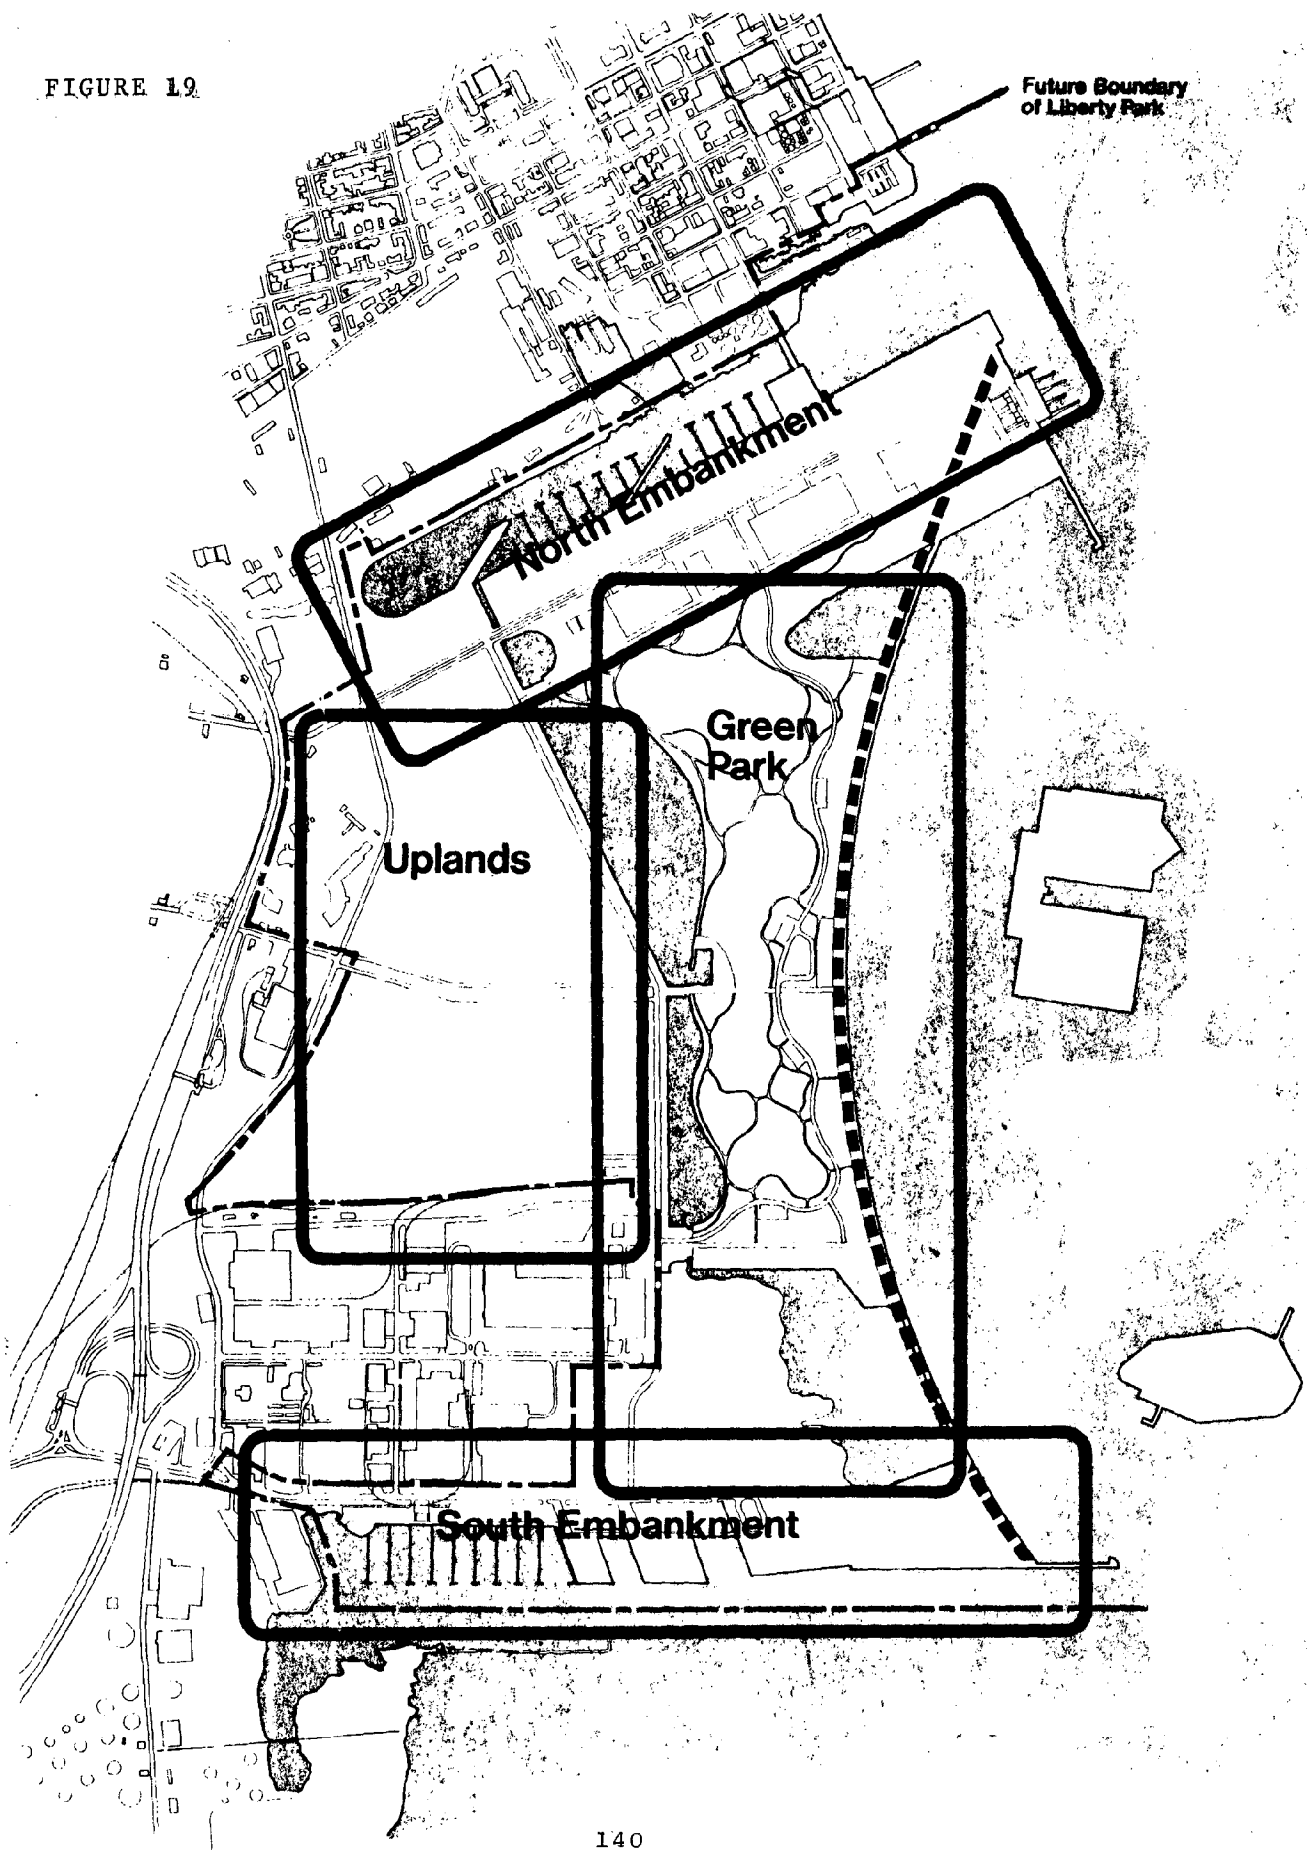 FIGURE 19
Future Boundary
of Liberty Park
North Embankment
Green
Park
Uplands
South Embankment
140